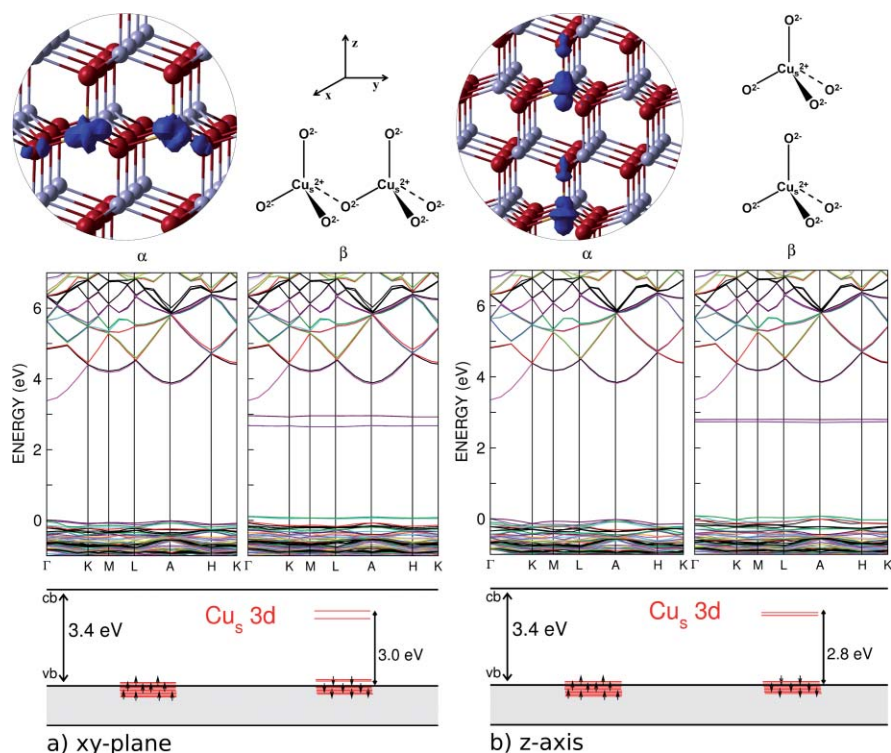 z
x
y
O2-
Cus2+
O2-
O2-
O2-
Cus2+
O2-
O2-
O2-
Cus2+
O2-
O2-
O2-
O2-
Cus2+
O2-
O2-
O2-
α
β
ENERGY (eV)
6
4
2
0
Γ K M L A H K
Γ K M L A H K
α
β
ENERGY (eV)
6
4
2
0
Γ K M L A H K
Γ K M L A H K
cb
3.4 eV
Cus 3d
3.0 eV
vb
a) xy-plane
cb
3.4 eV
Cus 3d
2.8 eV
vb
b) z-axis